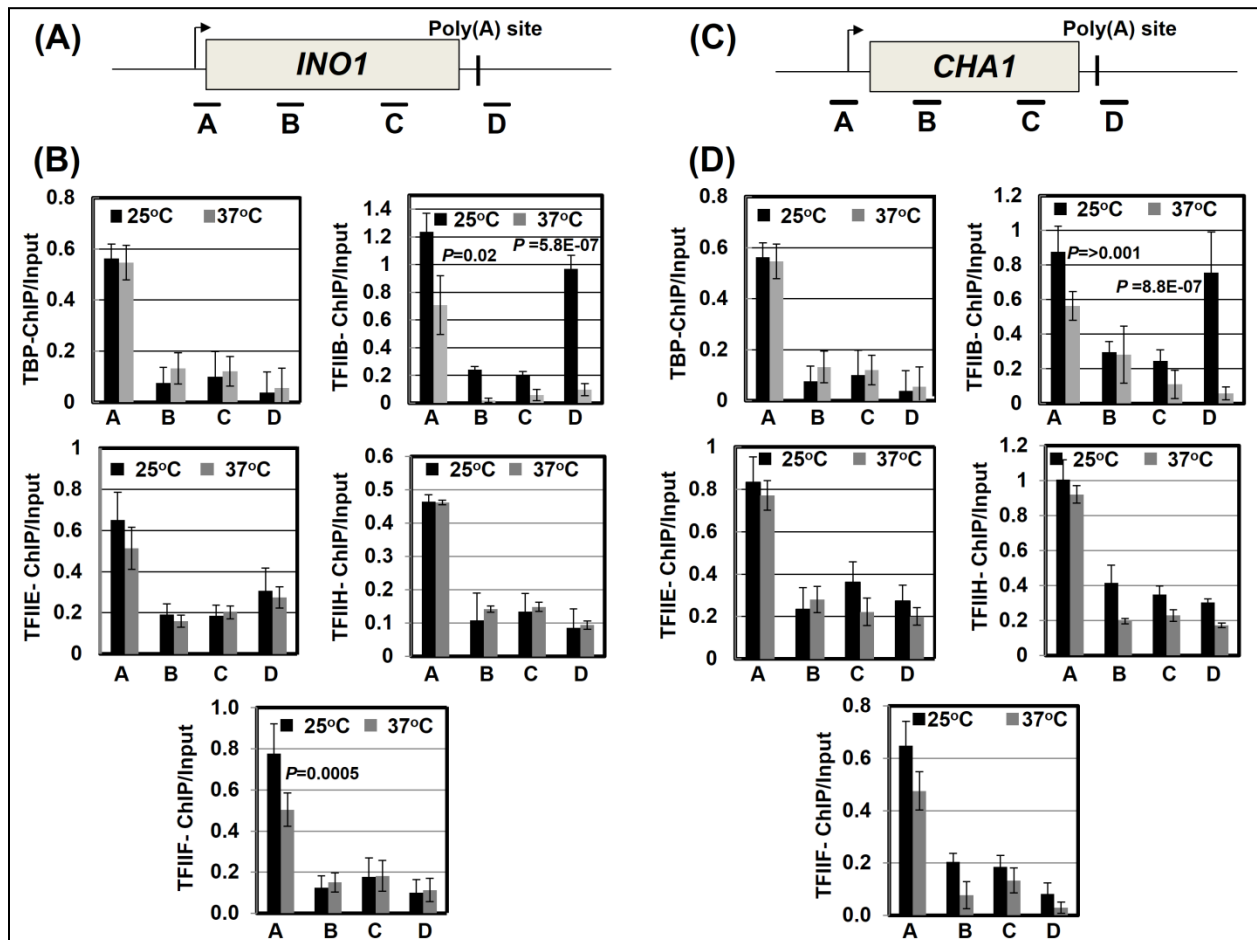 (A)
Poly(A) site
INO1
A B C D
(C)
Poly(A) site
CHA1
A B C D
(B)
TBP-ChIP/Input
0.8
0.6
0.4
0.2
0
25°C 37°C
A B C D
TFIIB- ChIP/Input
1.4
1.2
1
0.8
0.6
0.4
0.2
0
25°C 37°C
P=0.02
P =5.8E-07
A B C D
TFIIE- ChIP/Input
1
0.8
0.6
0.4
0.2
0
25°C 37°C
A B C D
TFIIH- ChIP/Input
0.6
0.5
0.4
0.3
0.2
0.1
0
25°C 37°C
A B C D
TFIIF- ChIP/Input
1.0
0.8
0.6
0.4
0.2
0.0
25°C 37°C
P=0.0005
A B C D
(D)
TBP-ChIP/Input
0.8
0.6
0.4
0.2
0
25°C 37°C
A B C D
TFIIB- ChIP/Input
1.2
1
0.8
0.6
0.4
0.2
0
25°C 37°C
P=>0.001
P =8.8E-07
A B C D
TFIIE- ChIP/Input
1
0.8
0.6
0.4
0.2
0
25°C 37°C
A B C D
TFIIH- ChIP/Input
1.2
1
0.8
0.6
0.4
0.2
0
25°C 37°C
A B C D
TFIIF- ChIP/Input
0.8
0.6
0.4
0.2
0.0
25°C 37°C
A B C D